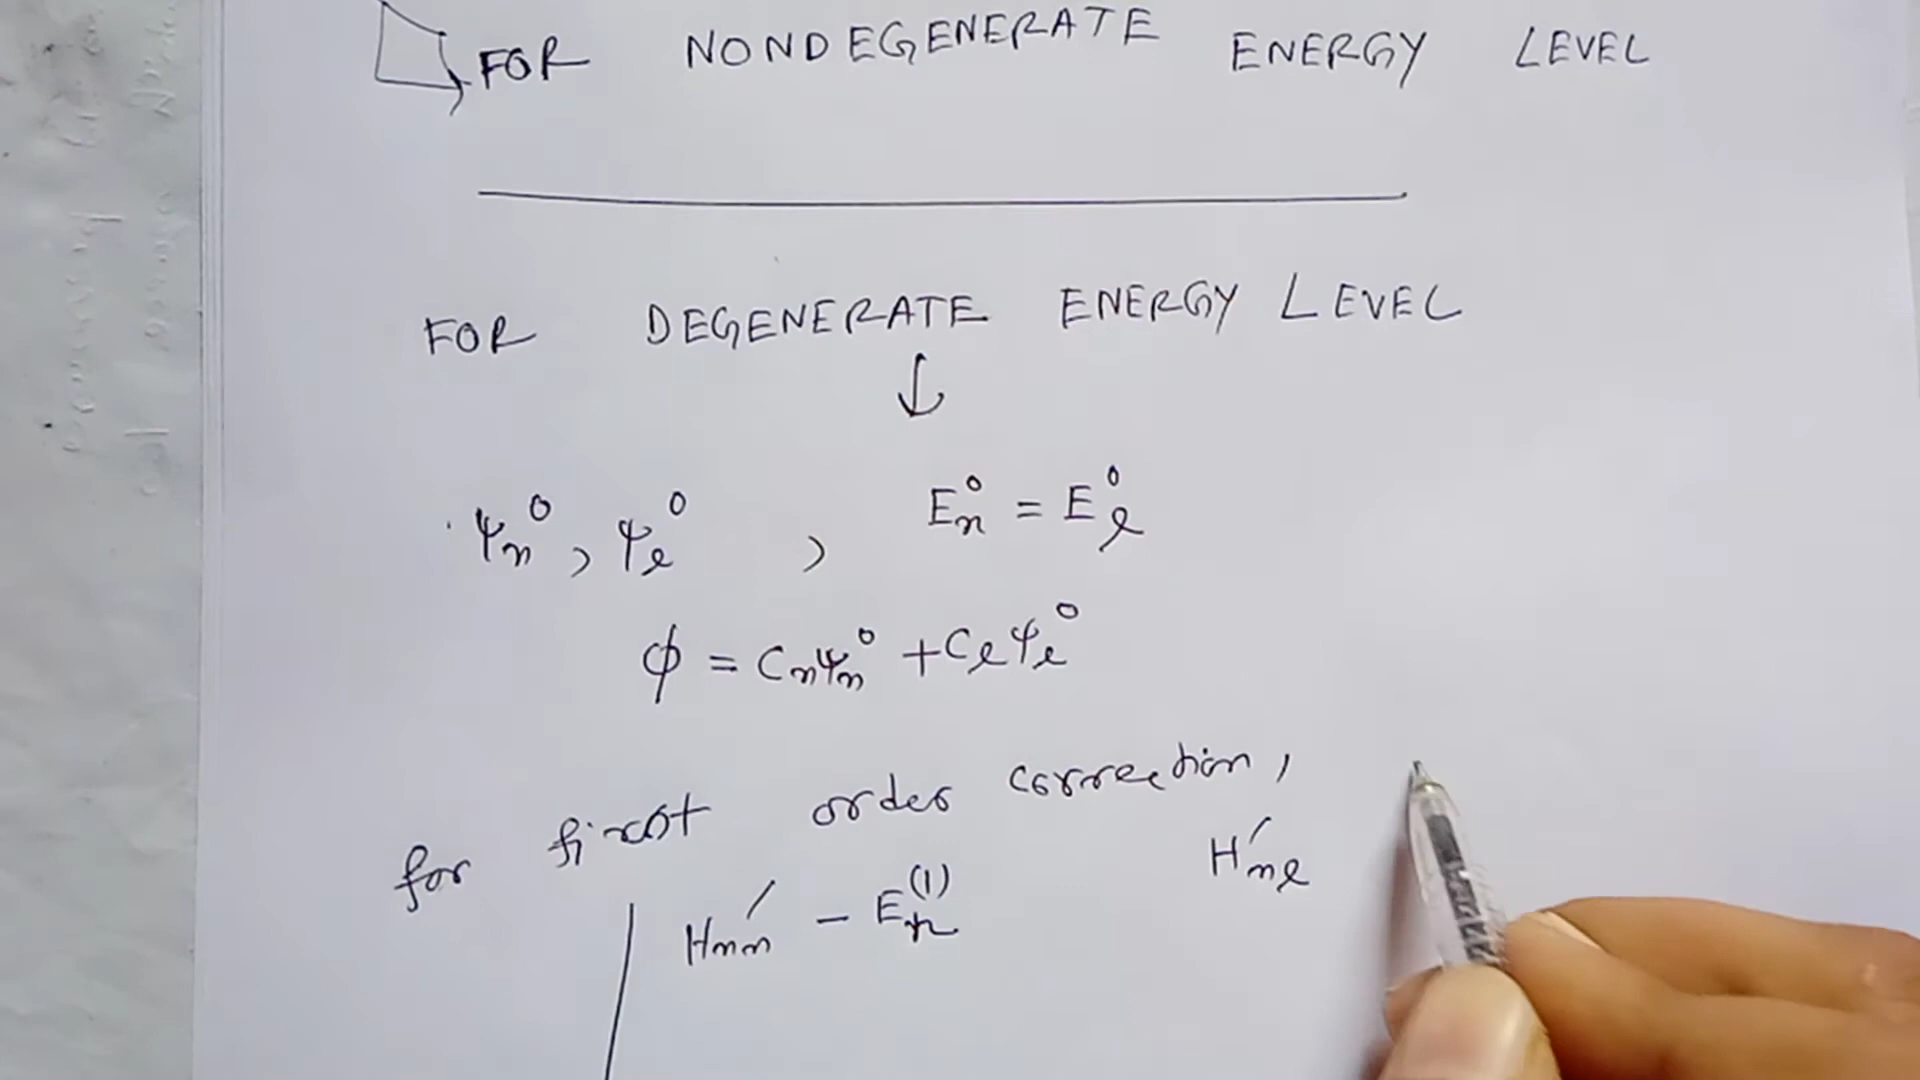 FOR NONDEGENERATE ENERGY LEVEL
FOR DEGENERATE ENERGY LEVEL
↓
ψₙ⁰, ψₗ⁰ , Eₙ⁰ = Eₗ⁰
ϕ = Cₙψₙ⁰ + Cₗψₗ⁰
for first order correction,
| Hₙₙ′ − Eₙ⁽¹⁾ H′ₙₗ